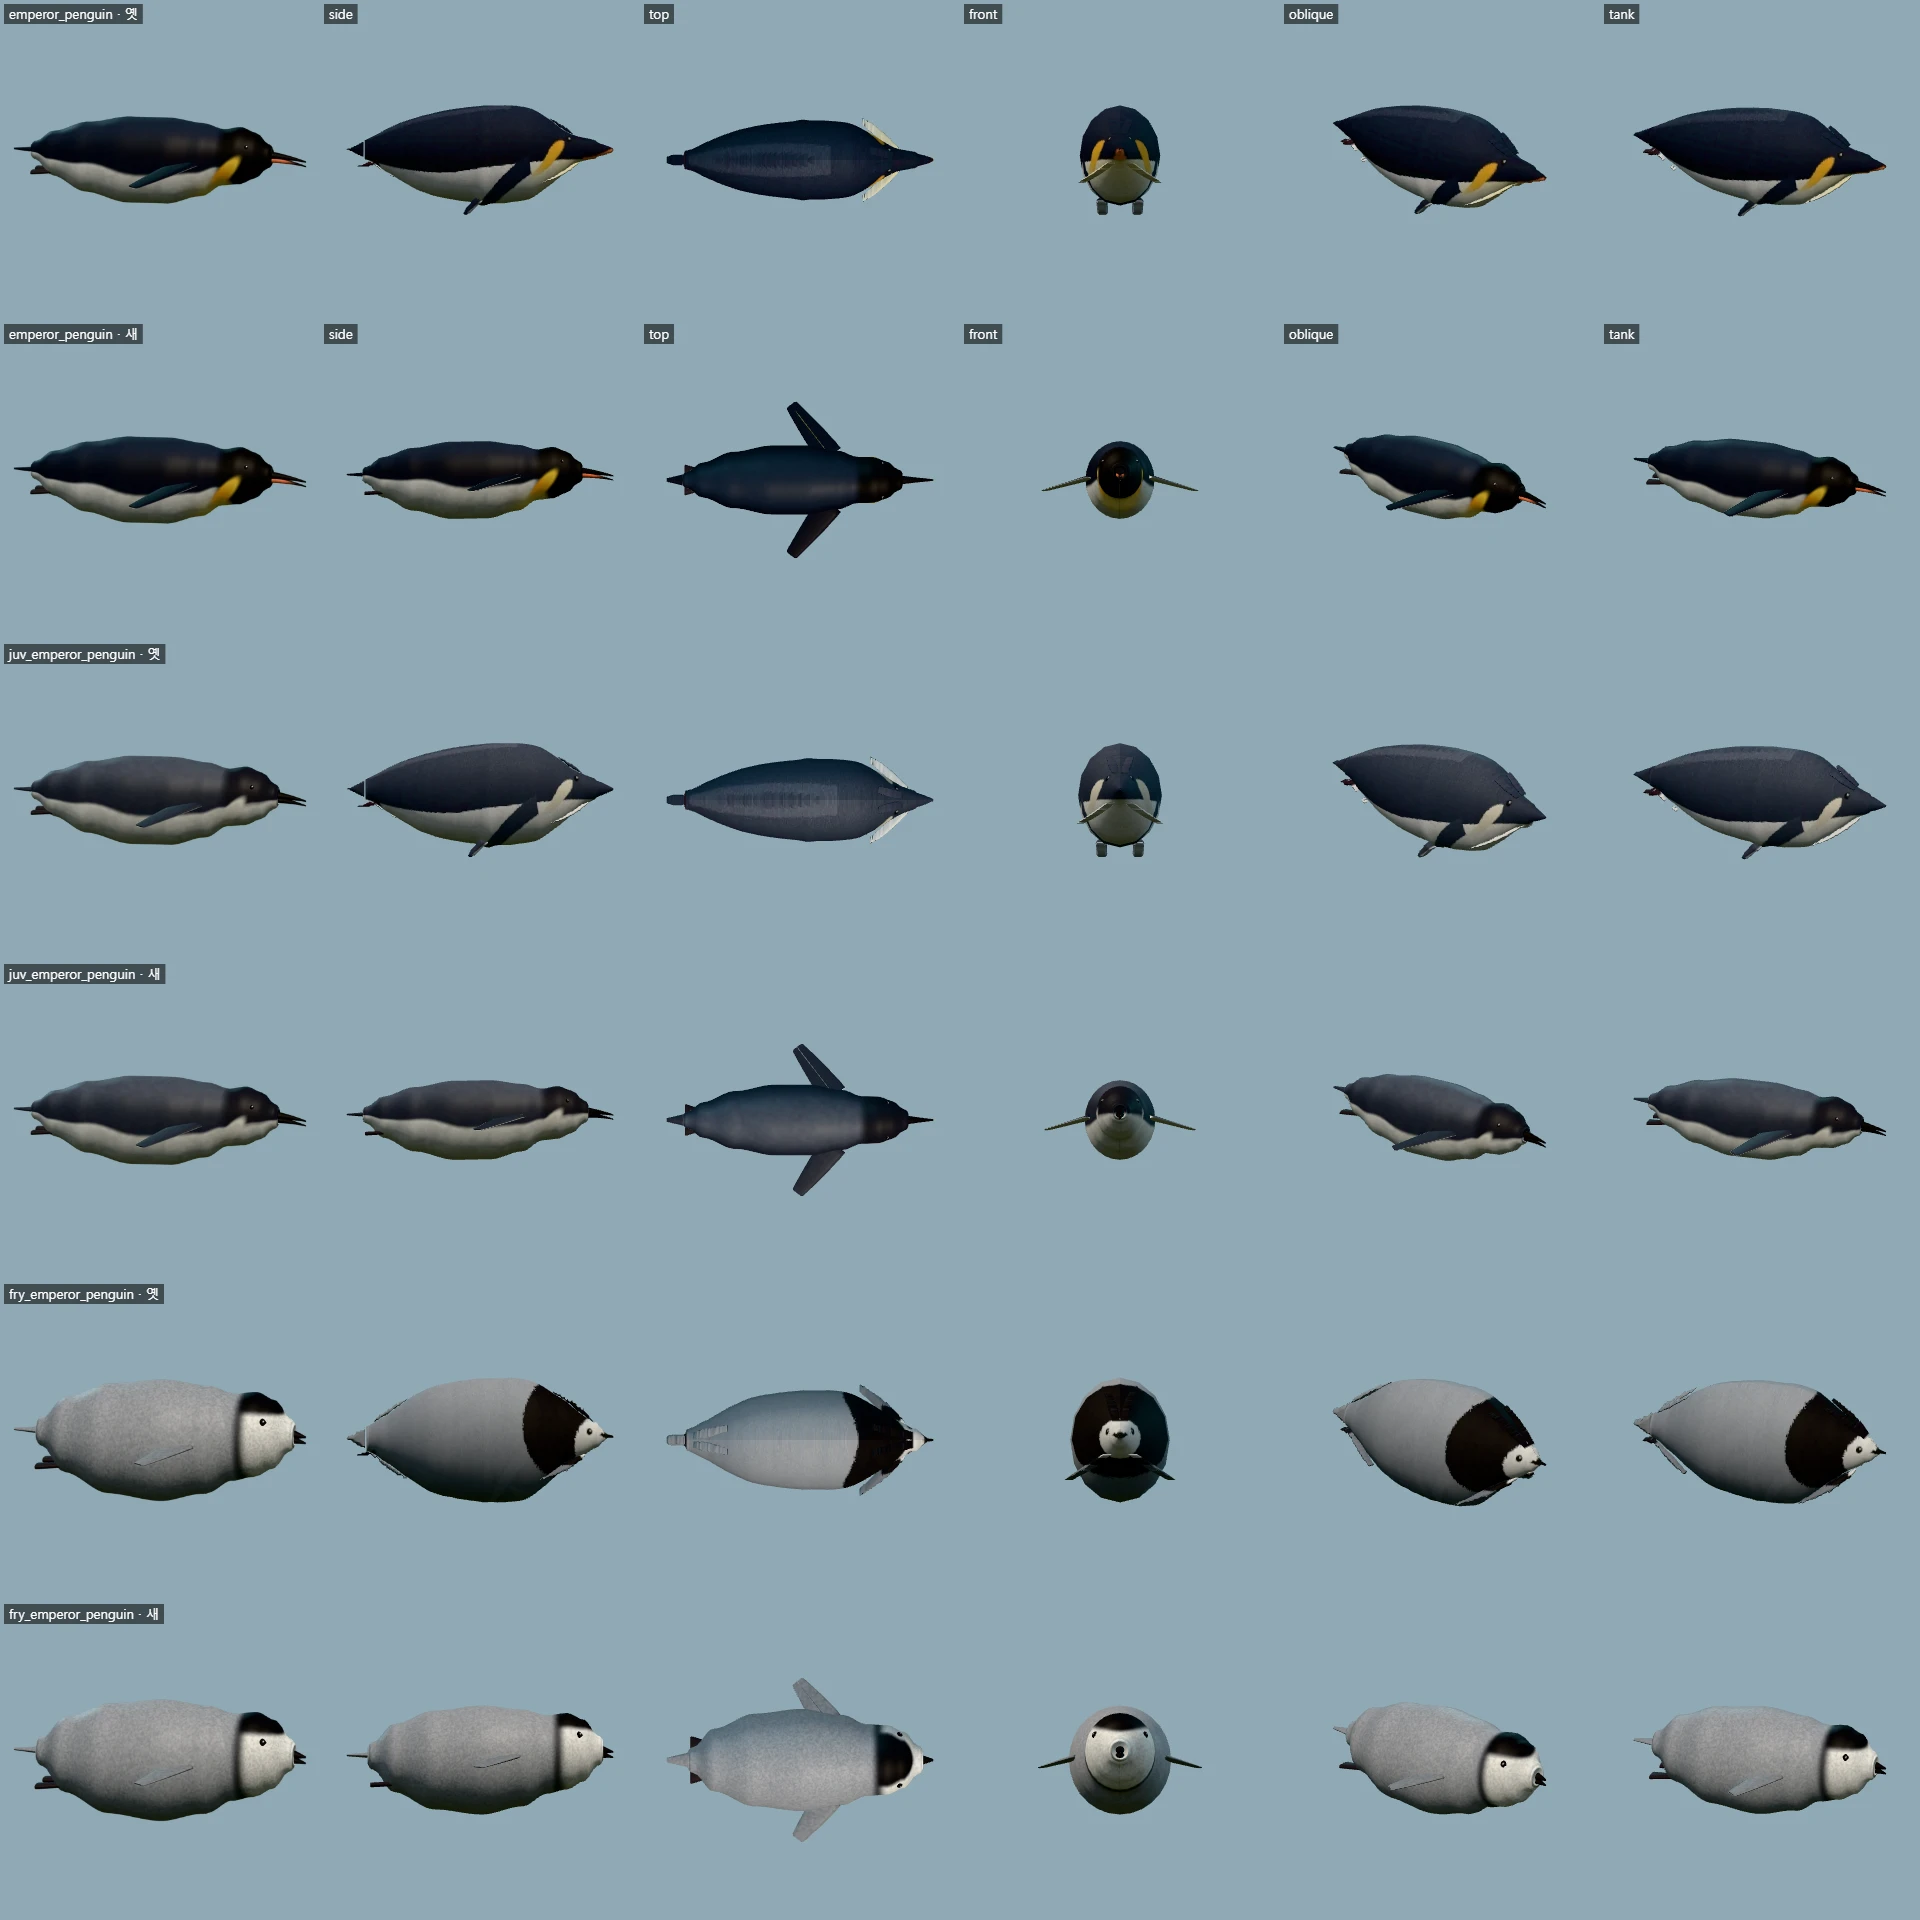 emperor_penguin · 옛 side top front oblique tank
emperor_penguin · 새 side top front oblique tank
juv_emperor_penguin · 옛
juv_emperor_penguin · 새
fry_emperor_penguin · 옛
fry_emperor_penguin · 새